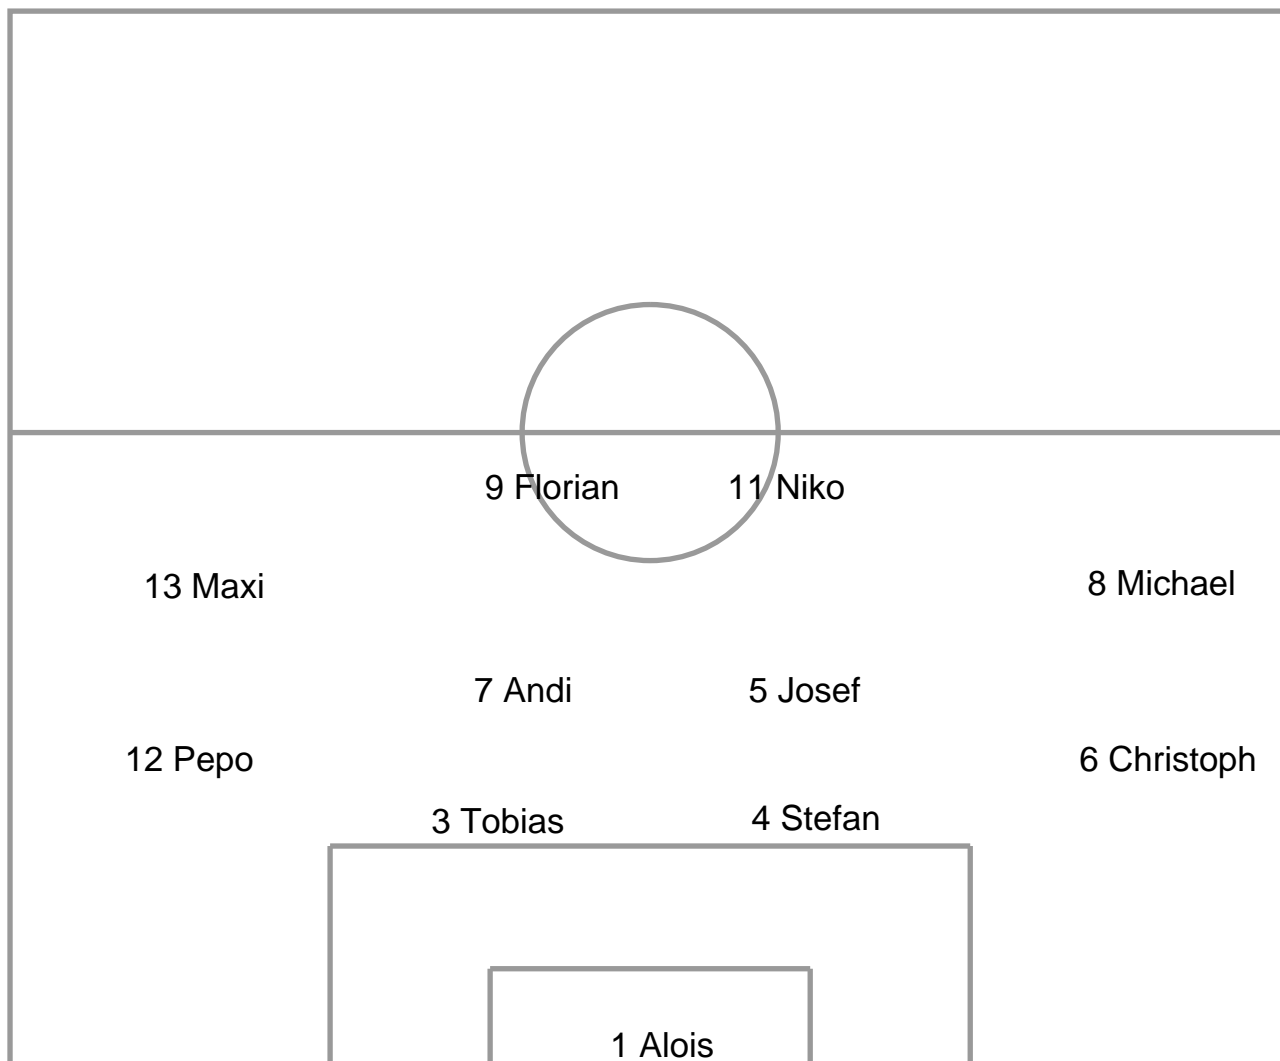 9 Florian
11 Niko
13 Maxi
8 Michael
7 Andi
5 Josef
12 Pepo
6 Christoph
3 Tobias
4 Stefan
1 Alois